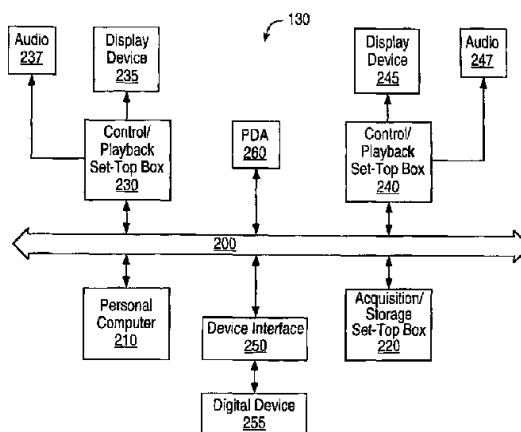 130
Audio
237
Display
Device
235
Display
Device
245
Audio
247
Control/
Playback
Set-Top Box
230
PDA
260
Control/
Playback
Set-Top Box
240
200
Personal
Computer
210
Device Interface
250
Acquisition/
Storage
Set-Top Box
220
Digital Device
255